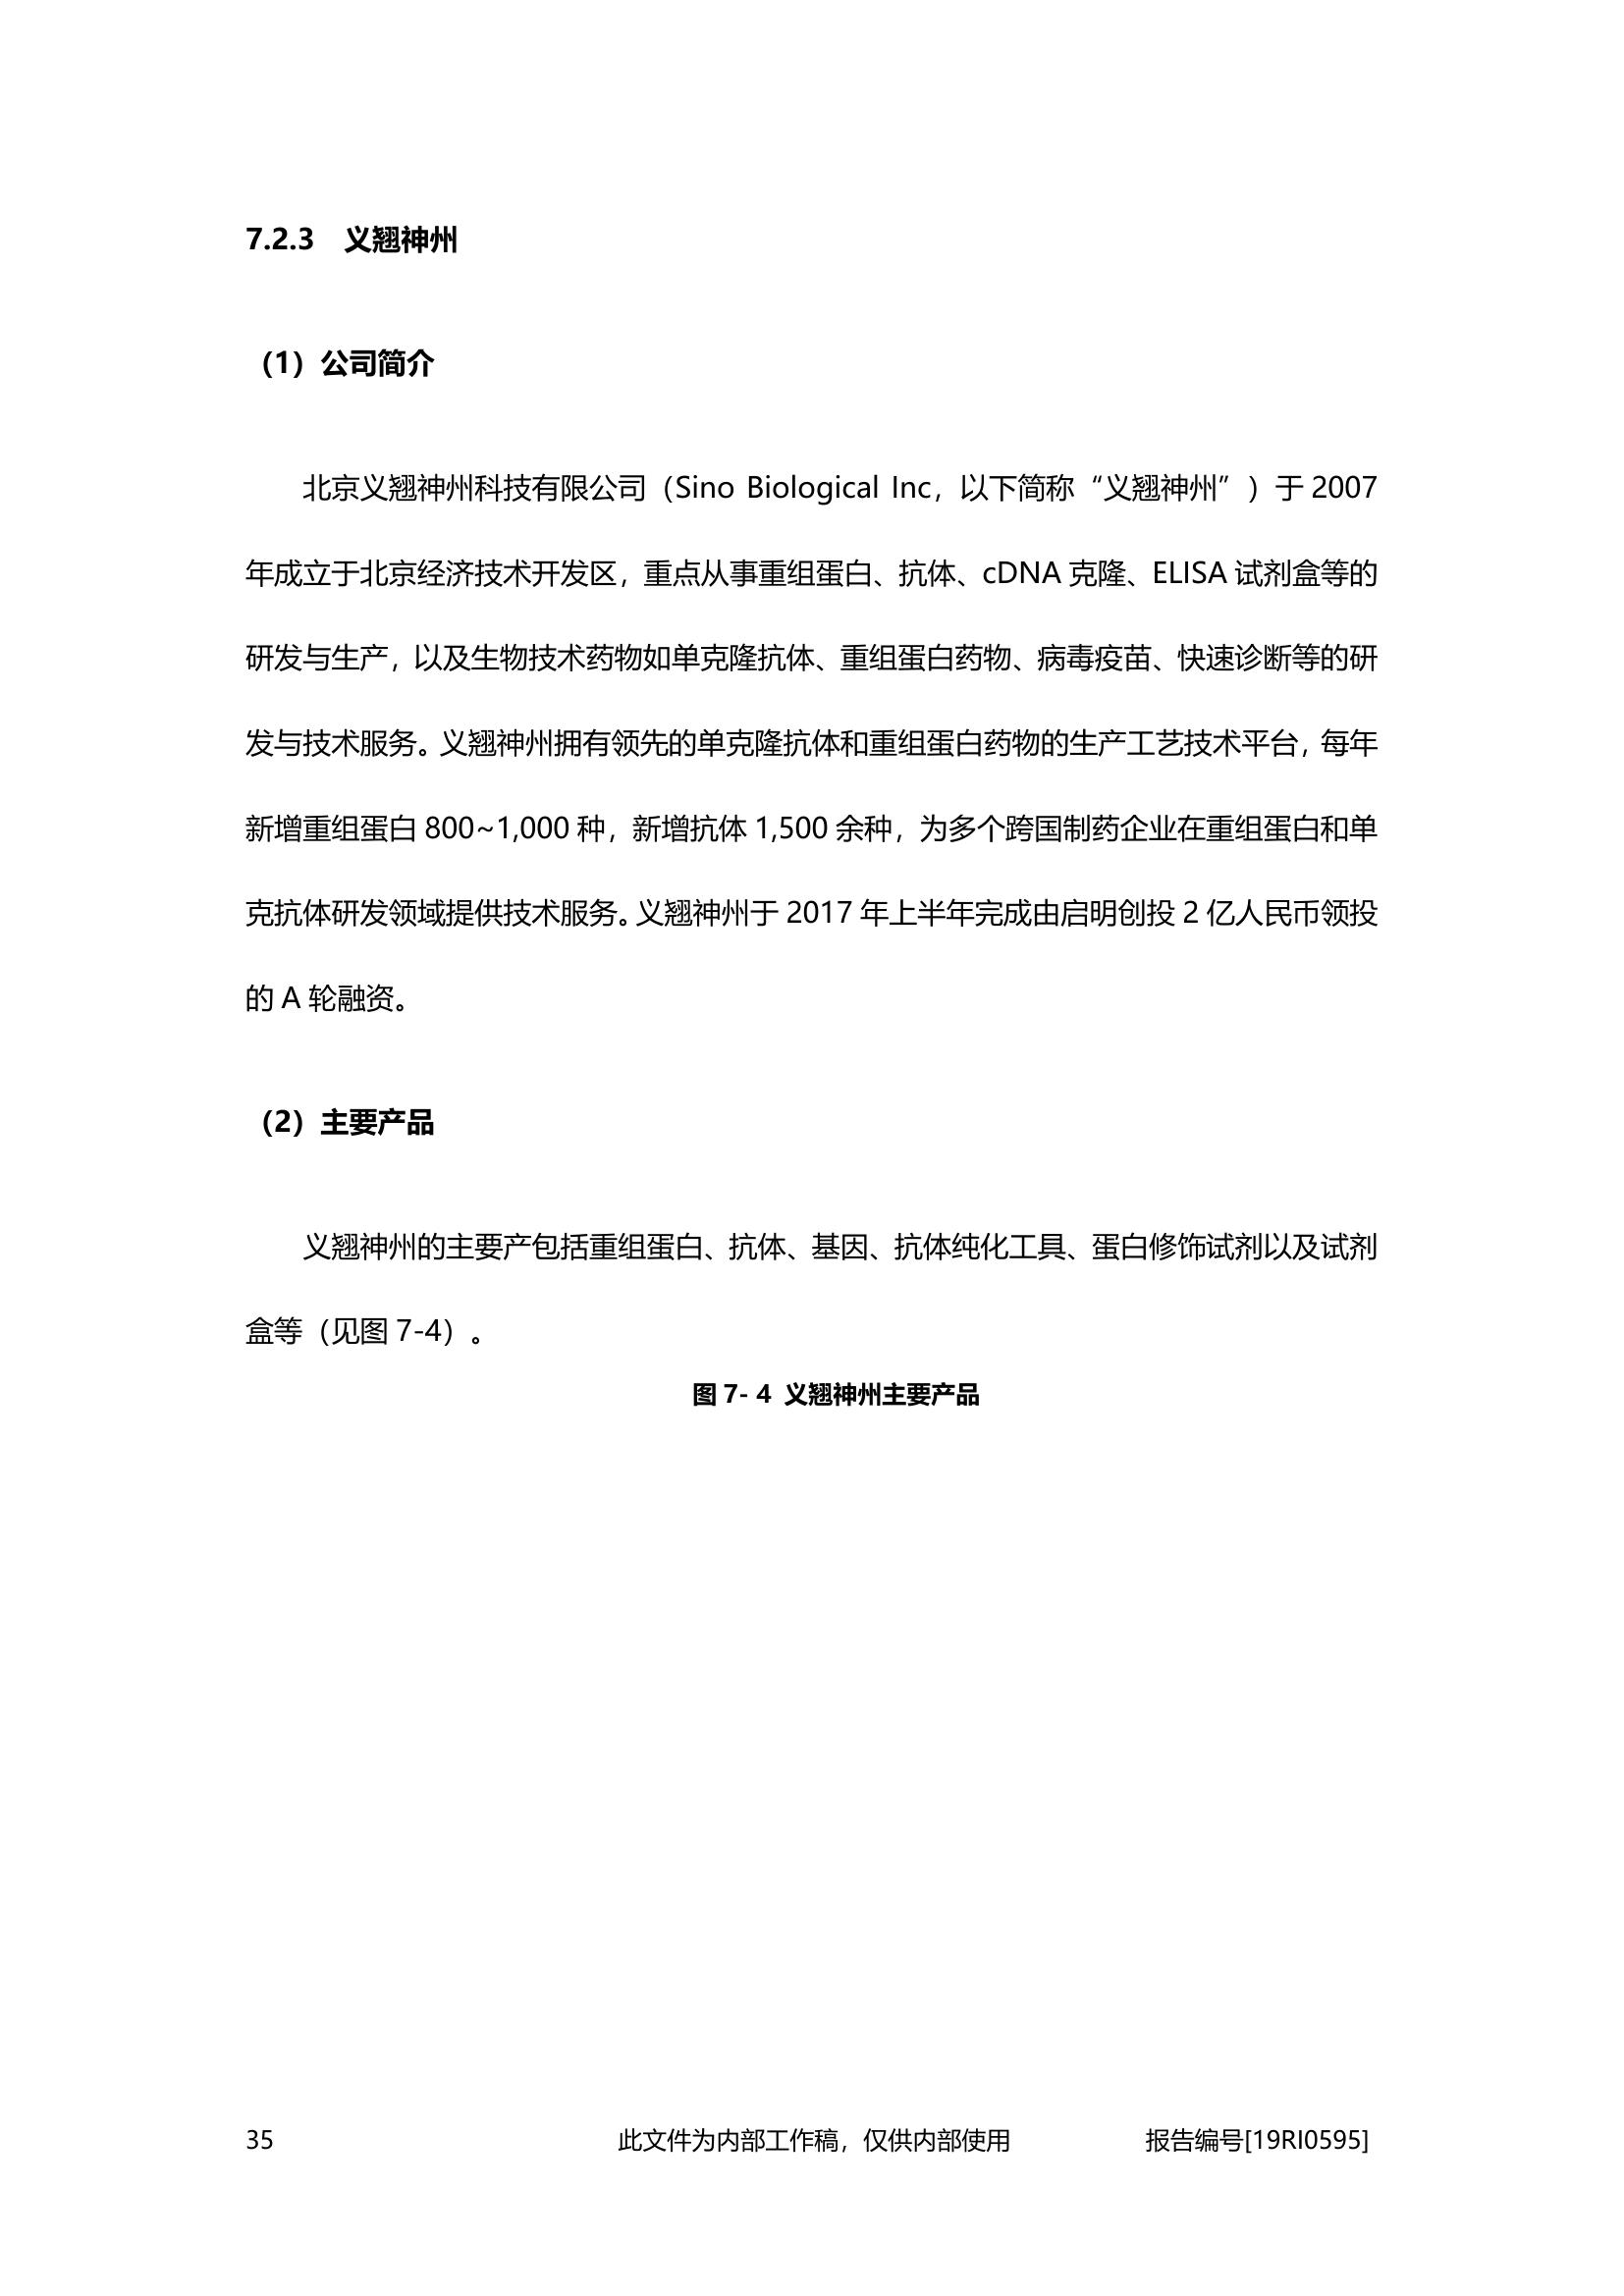 7.2.3 义翘神州
（1）公司简介
北京义翘神州科技有限公司（Sino Biological Inc，以下简称“义翘神州”）于 2007
年成立于北京经济技术开发区，重点从事重组蛋白、抗体、cDNA 克隆、ELISA 试剂盒等的
研发与生产，以及生物技术药物如单克隆抗体、重组蛋白药物、病毒疫苗、快速诊断等的研
发与技术服务。义翘神州拥有领先的单克隆抗体和重组蛋白药物的生产工艺技术平台，每年
新增重组蛋白 800~1,000 种，新增抗体 1,500 余种，为多个跨国制药企业在重组蛋白和单
克抗体研发领域提供技术服务。义翘神州于 2017 年上半年完成由启明创投 2 亿人民币领投
的 A 轮融资。
（2）主要产品
义翘神州的主要产包括重组蛋白、抗体、基因、抗体纯化工具、蛋白修饰试剂以及试剂
盒等（见图 7-4）。
图 7- 4 义翘神州主要产品
35 此文件为内部工作稿，仅供内部使用 报告编号[19RI0595]